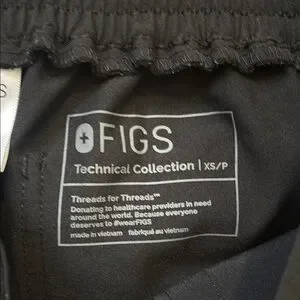 S
FIGS
Technical Collection | XS/P
Threads for Threads™
Donating to healthcare providers in need
around the world. Because everyone
deserves to #wearFIGS
made in vietnam fabriqué au vietnam